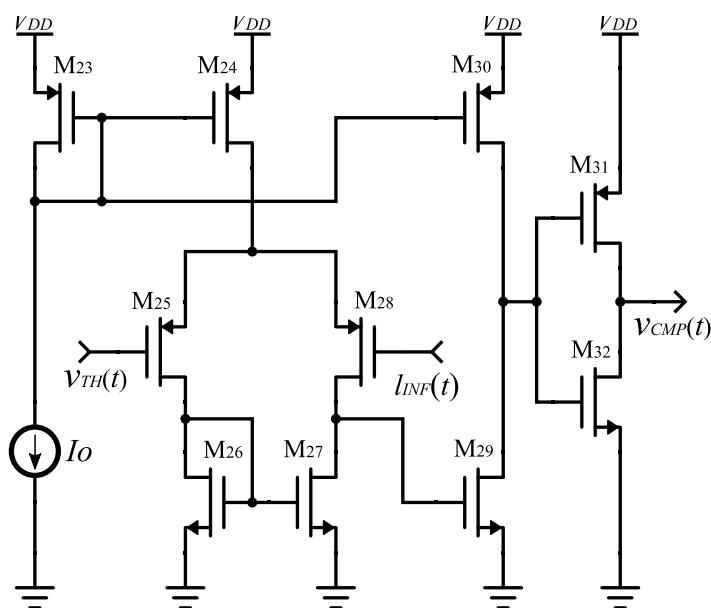 VDD
VDD
VDD
VDD
M23
M24
M30
M31
M25
M28
vTH(t)
lINF(t)
vCMP(t)
M32
Io
M26
M27
M29